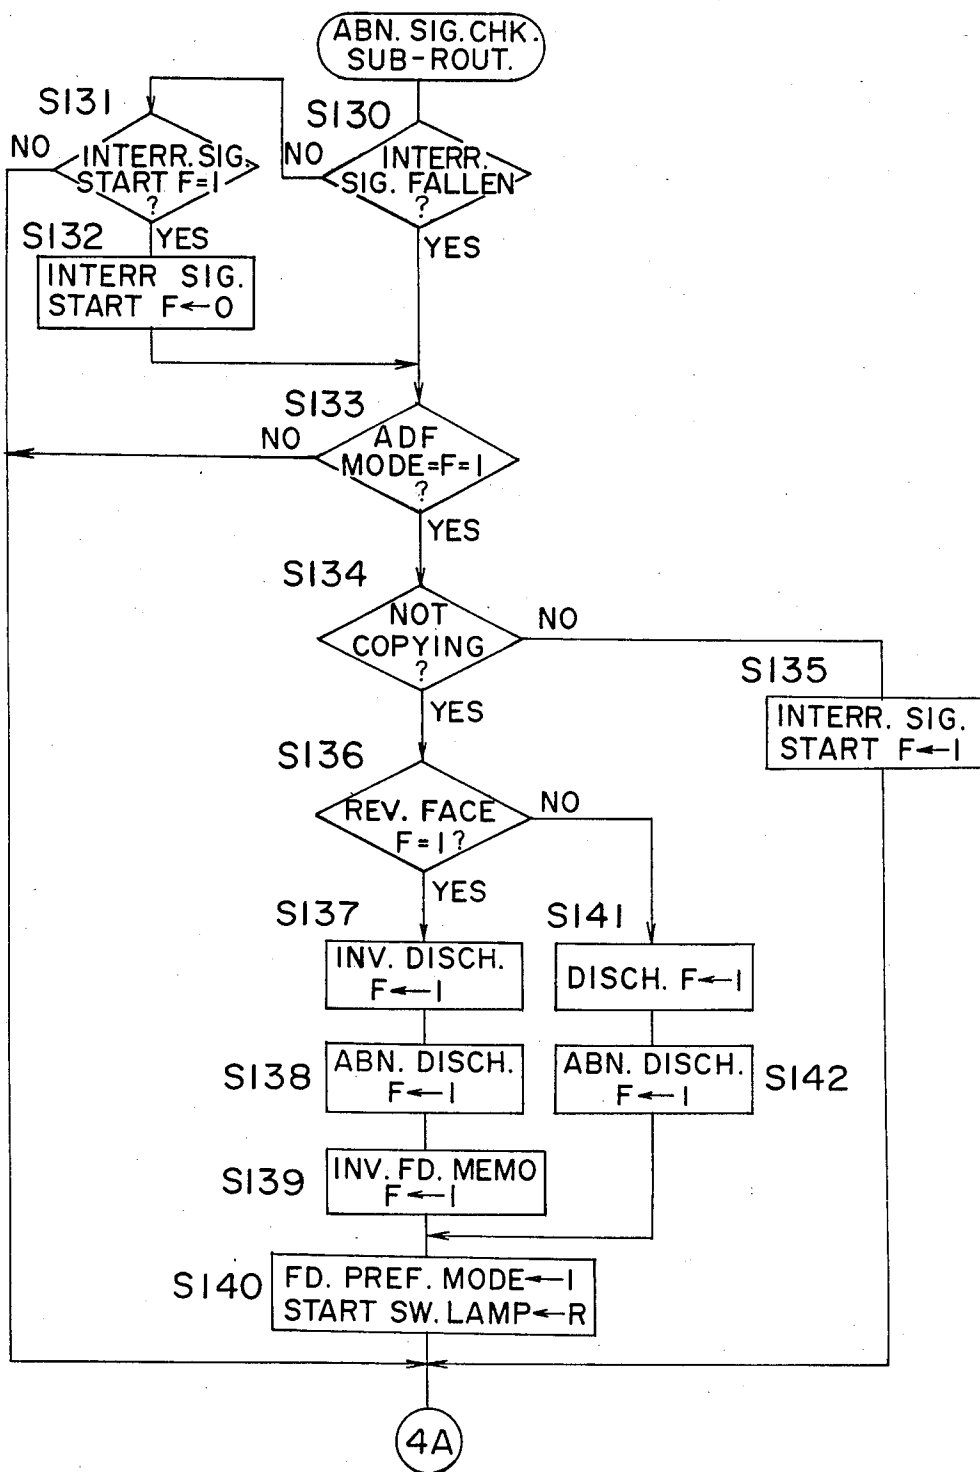 ABN. SIG. CHK.
SUB-ROUT.
S131
S130
NO
INTERR. SIG.
START F=1
?
NO
INTERR.
SIG. FALLEN
?
S132
YES
YES
INTERR SIG.
START F←0
S133
NO
ADF
MODE=F=1
?
YES
S134
NOT
COPYING
?
NO
S135
YES
INTERR. SIG.
START F←1
S136
REV. FACE
F=1?
NO
YES
S137
S141
INV. DISCH.
F←1
DISCH. F←1
S138
ABN. DISCH.
F←1
ABN. DISCH.
F←1
S142
S139
INV. FD. MEMO
F←1
S140
FD. PREF. MODE←1
START SW. LAMP←R
4A